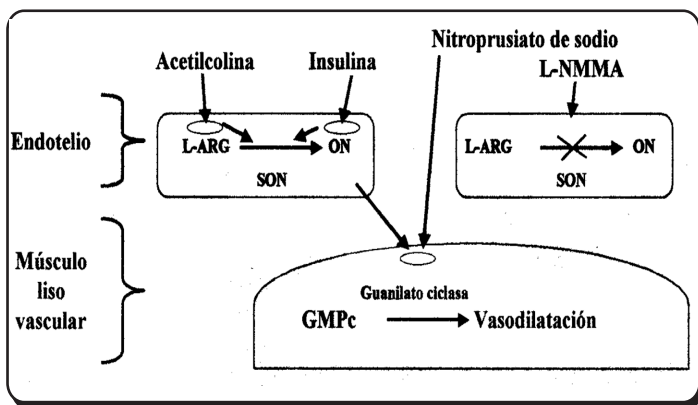 Nitroprusiato de sodio
Acetilcolina
Insulina
L-NMMA
Endotelio
L-ARG
ON
SON
L-ARG
ON
SON
Músculo
liso
vascular
Guanilato ciclasa
GMPc
Vasodilatación